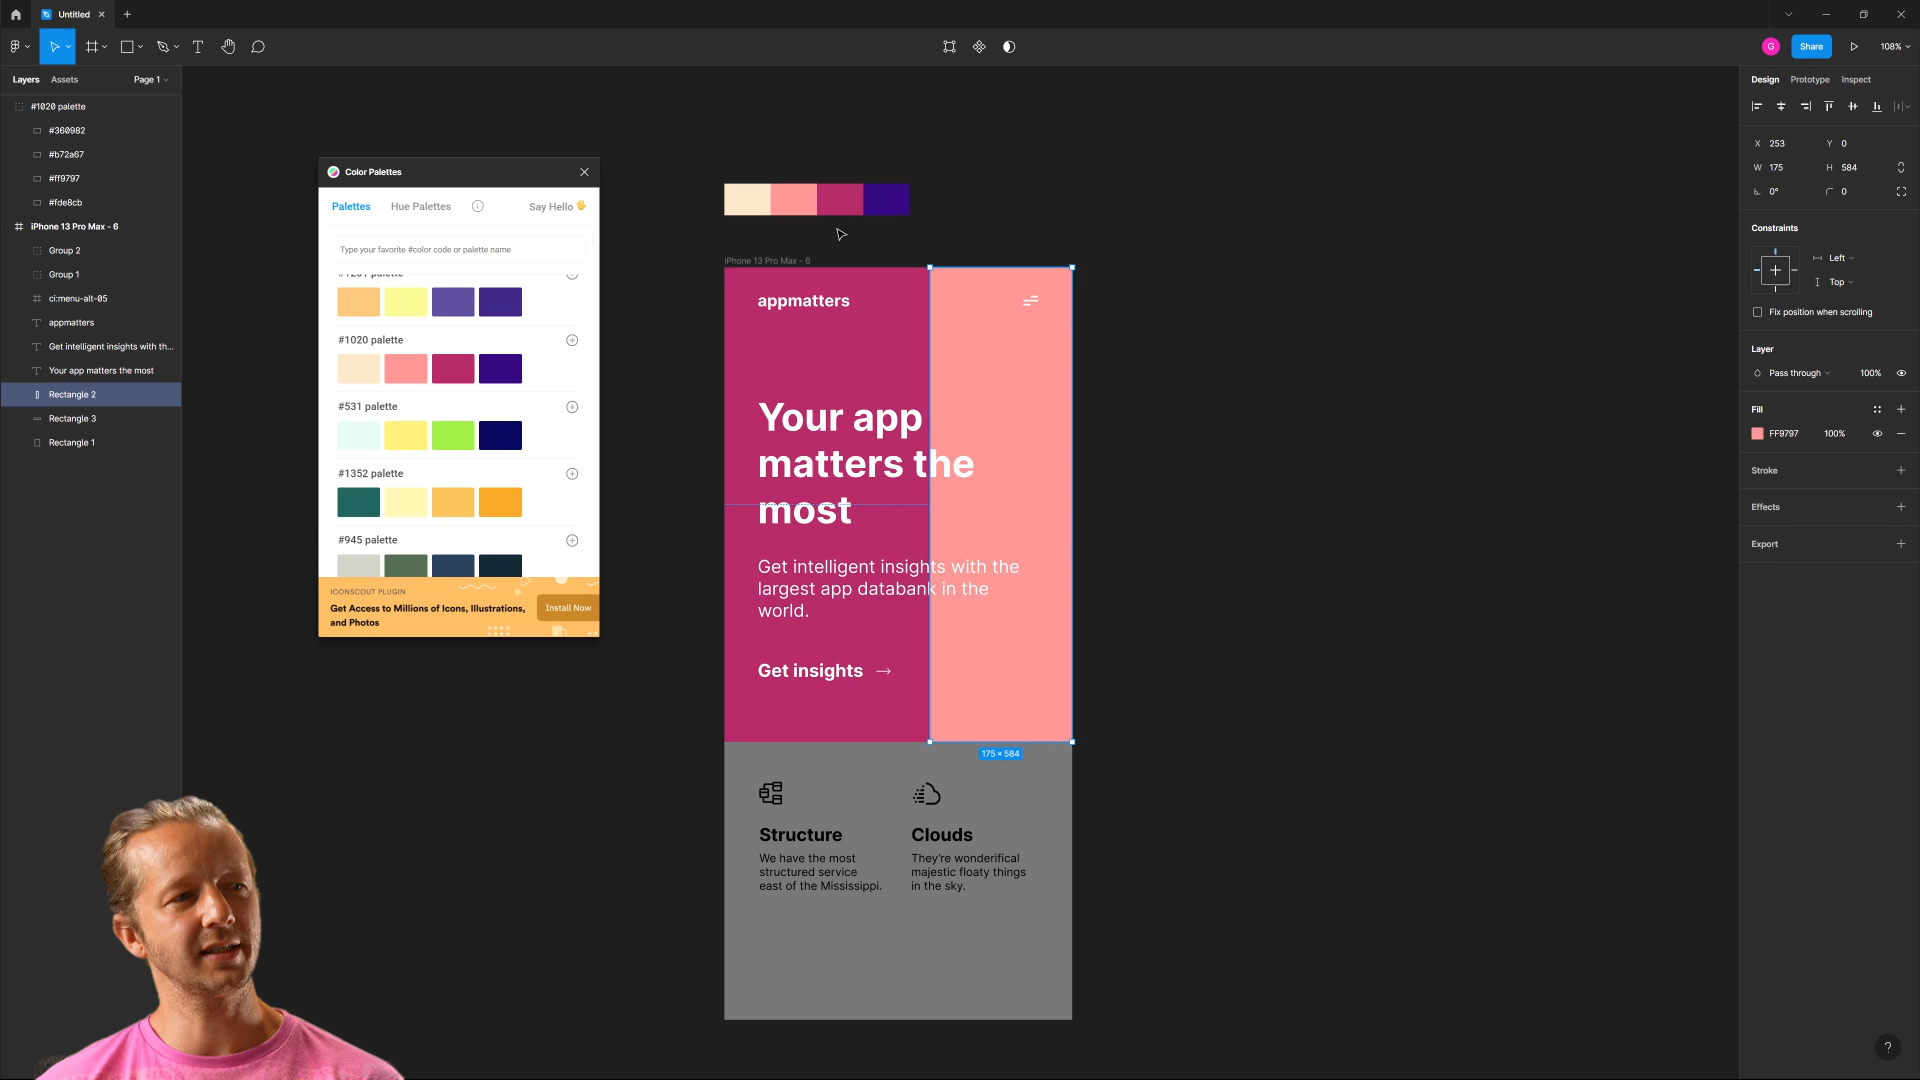 Untitled
G
Share
108%
Layers
Assets
Page 1
#1020 palette
#360982
#b72a67
#ff9797
#fde8cb
iPhone 13 Pro Max - 6
Group 2
Group 1
ci:menu-alt-05
appmatters
Get intelligent insights with th...
Your app matters the most
Rectangle 2
Rectangle 3
Rectangle 1
Color Palettes
Palettes
Hue Palettes
Say Hello
Type your favorite #color code or palette name
#1020 palette
#531 palette
#1352 palette
#945 palette
ICONSCOUT PLUGIN
Get Access to Millions of Icons, Illustrations,
and Photos
Install Now
iPhone 13 Pro Max - 6
appmatters
Your app
matters the
most
Get intelligent insights with the
largest app databank in the
world.
Get insights →
175 × 584
Structure
We have the most
structured service
east of the Mississippi.
Clouds
They're wonderifical
majestic floaty things
in the sky.
Design
Prototype
Inspect
X 253
Y 0
W 175
H 584
0°
0
Constraints
Left
Top
Fix position when scrolling
Layer
Pass through
100%
Fill
FF9797
100%
Stroke
Effects
Export
?